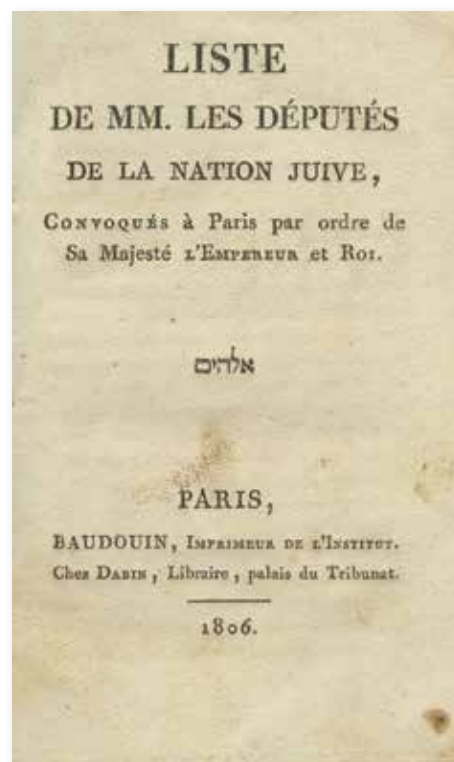 LISTE
DE MM. LES DÉPUTÉS
DE LA NATION JUIVE,
CONVOQUÉS à Paris par ordre de
Sa Majesté L'EMPEREUR et ROI.
אלהים
PARIS,
BAUDOUIN, IMPRIMEUR DE L'INSTITUT.
Chez DABIN, Libraire, palais du Tribunat.
1806.